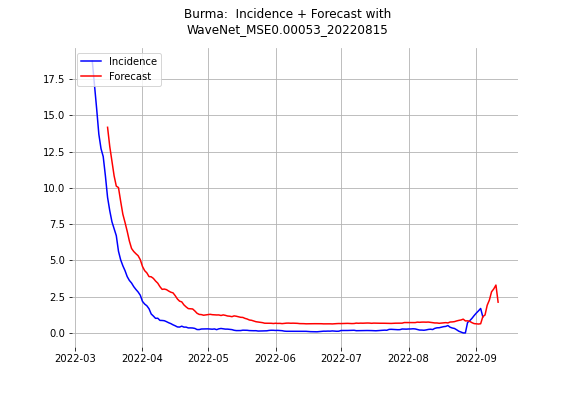 Burma:  Incidence + Forecast with
WaveNet_MSE0.00053_20220815
Incidence
Forecast
17.5
15.0
12.5
10.0
7.5
5.0
2.5
0.0
2022-03 2022-04 2022-05 2022-06 2022-07 2022-08 2022-09